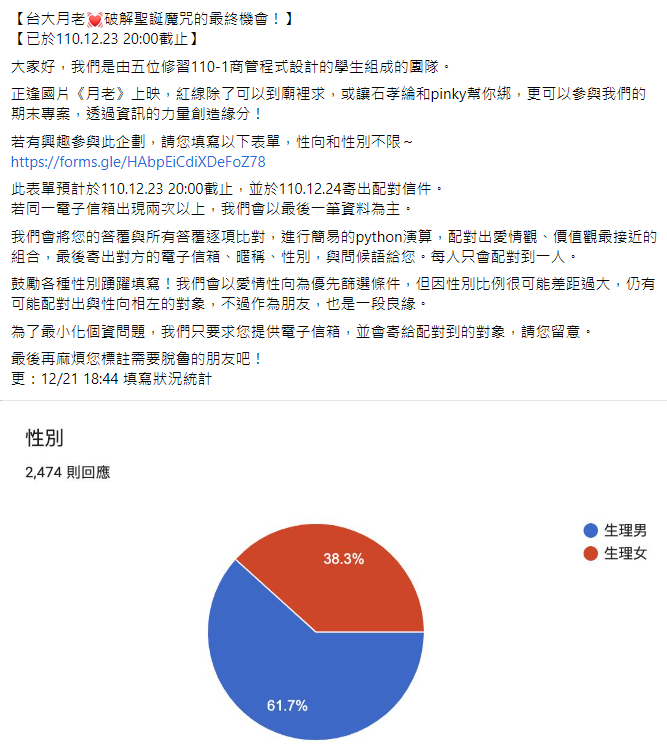 【台大月老💓破解聖誕魔咒的最終機會！】
【已於110.12.23 20:00截止】
大家好，我們是由五位修習110-1商管程式設計的學生組成的團隊。
正逢國片《月老》上映，紅線除了可以到廟裡求，或讓石孝綸和pinky幫你綁，更可以參與我們的
期末專案，透過資訊的力量創造緣分！
若有興趣參與此企劃，請您填寫以下表單，性向和性別不限～
https://forms.gle/HAbpEiCdiXDeFoZ78
此表單預計於110.12.23 20:00截止，並於110.12.24寄出配對信件。
若同一電子信箱出現兩次以上，我們會以最後一筆資料為主。
我們會將您的答覆與所有答覆逐項比對，進行簡易的python演算，配對出愛情觀、價值觀最接近的
組合，最後寄出對方的電子信箱、暱稱、性別，與問候語給您。每人只會配對到一人。
鼓勵各種性別踴躍填寫！我們會以愛情性向為優先篩選條件，但因性別比例很可能差距過大，仍有
可能配對出與性向相左的對象，不過作為朋友，也是一段良緣。
為了最小化個資問題，我們只要求您提供電子信箱，並會寄給配對到的對象，請您留意。
最後再麻煩您標註需要脫魯的朋友吧！
更：12/21 18:44 填寫狀況統計
性別
2,474 則回應
生理男
生理女
38.3%
61.7%